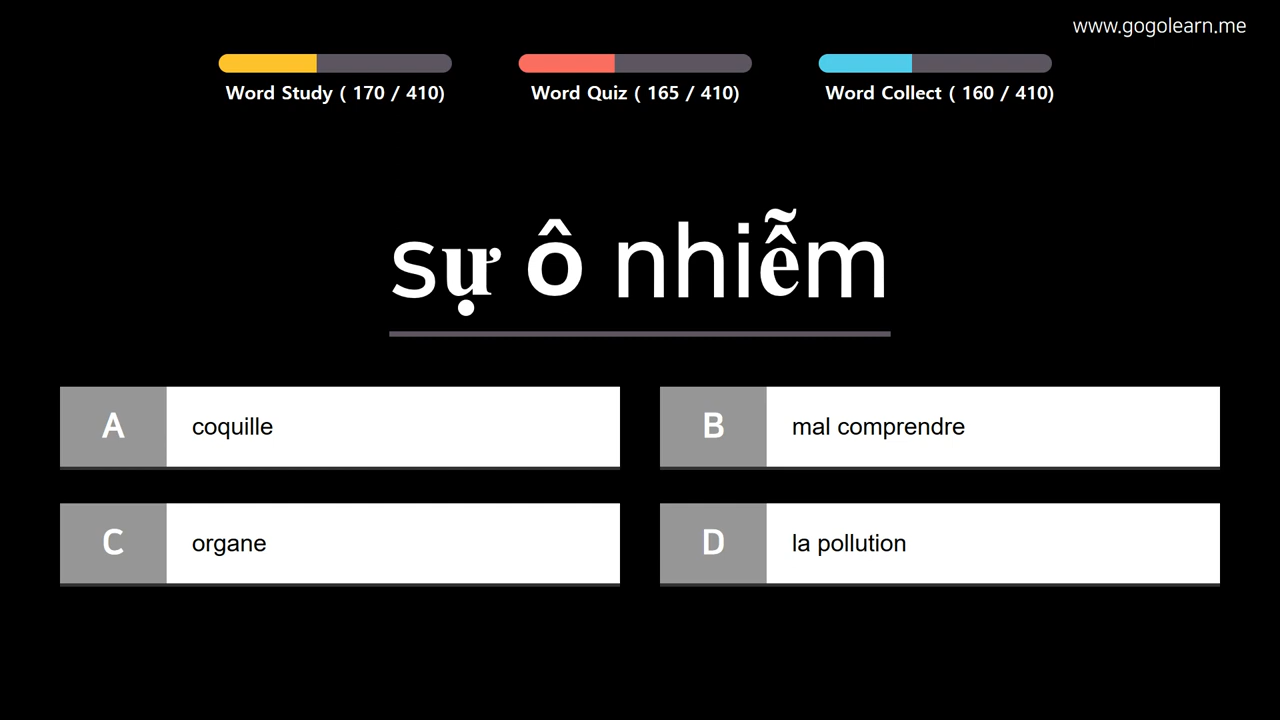 www.gogolearn.me
Word Study ( 170 / 410)
Word Quiz ( 165 / 410)
Word Collect ( 160 / 410)
sự ô nhiễm
A coquille
B mal comprendre
C organe
D la pollution